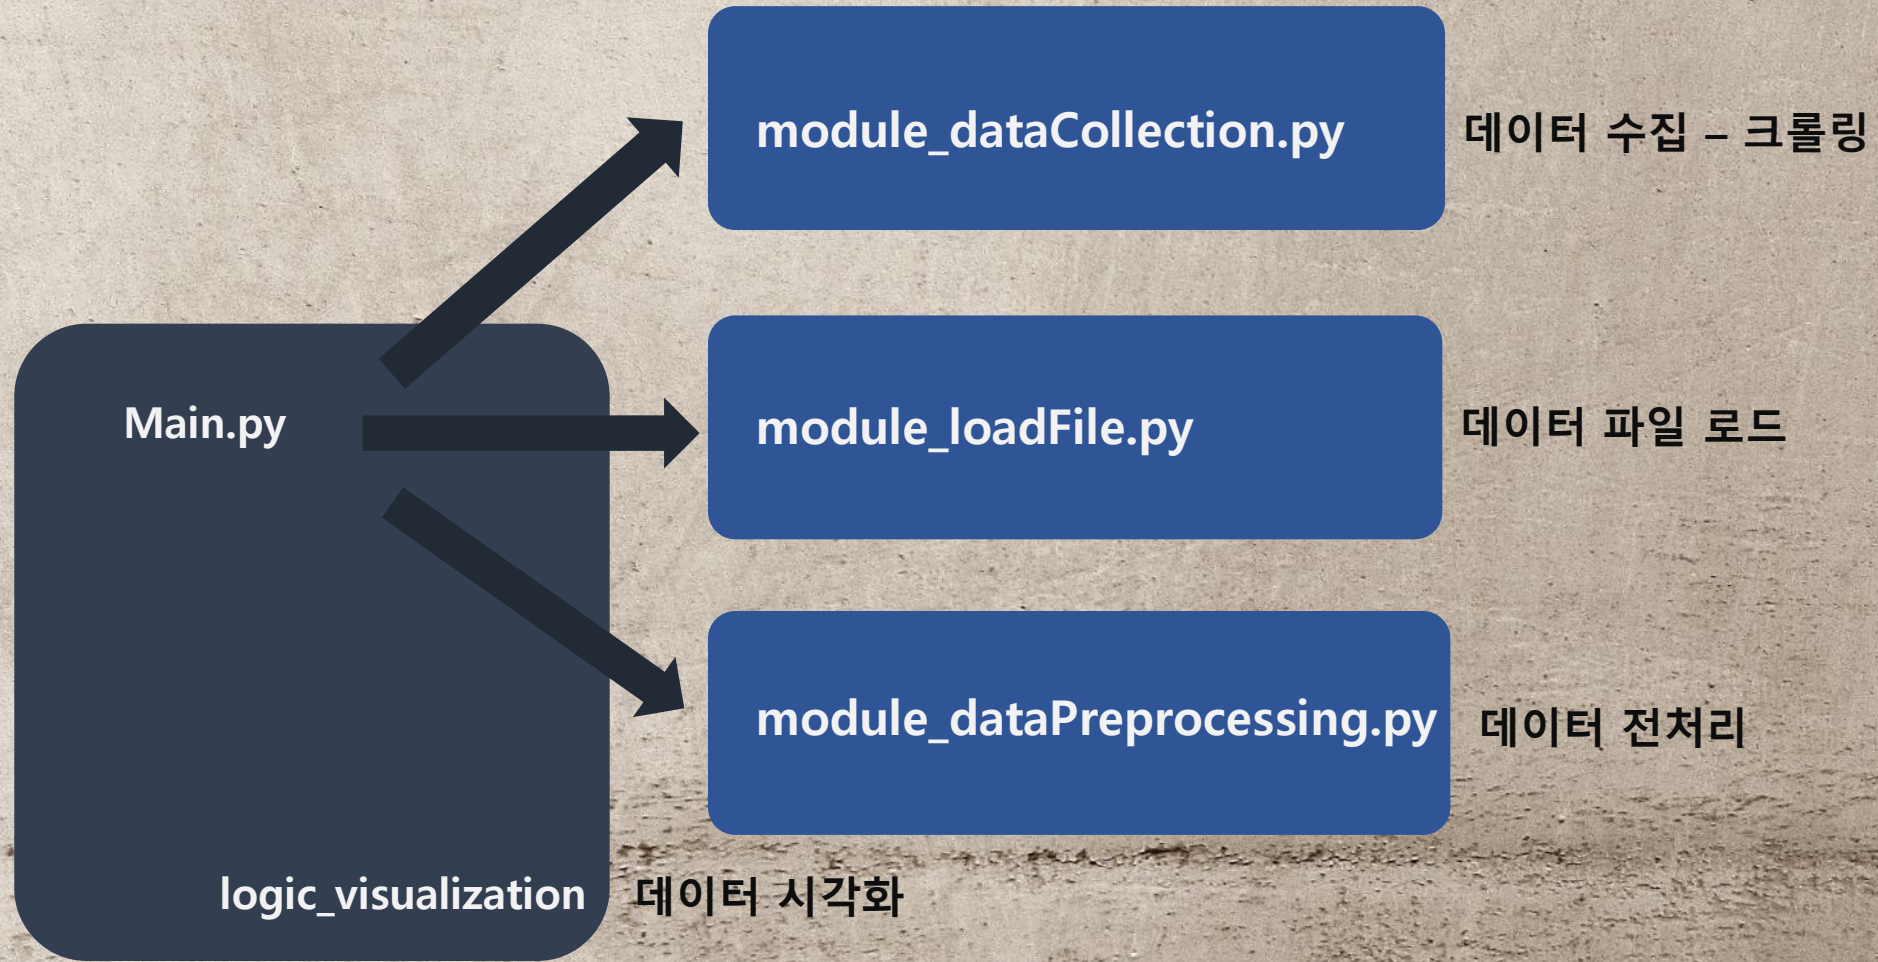 module_dataCollection.py
데이터 수집 – 크롤링
Main.py
module_loadFile.py
데이터 파일 로드
module_dataPreprocessing.py
데이터 전처리
logic_visualization
데이터 시각화